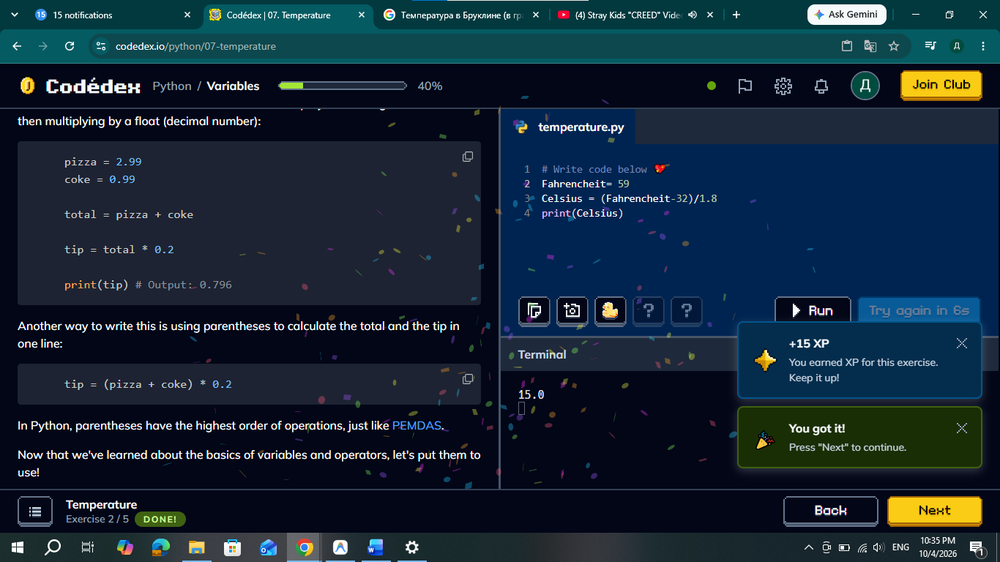 15 notifications
Codédex | 07. Temperature
Температура в Бруклине (в гра
(4) Stray Kids "CREED" Vide
Ask Gemini
codedex.io/python/07-temperature
Д
Codédex
Python / Variables
40%
Д
Join Club
then multiplying by a float (decimal number):
pizza = 2.99
coke = 0.99
total = pizza + coke
tip = total * 0.2
print(tip) # Output: 0.796
Another way to write this is using parentheses to calculate the total and the tip in
one line:
tip = (pizza + coke) * 0.2
In Python, parentheses have the highest order of operations, just like PEMDAS.
Now that we've learned about the basics of variables and operators, let's put them to
use!
temperature.py
1 # Write code below
2 Fahrencheit= 59
3 Celsius = (Fahrencheit-32)/1.8
4 print(Celsius)
? ?
Run
Try again in 6s
Terminal
15.0
+15 XP
You earned XP for this exercise.
Keep it up!
You got it!
Press "Next" to continue.
Temperature
Exercise 2 / 5 DONE!
Back
Next
ENG
10:35 PM
10/4/2026
1